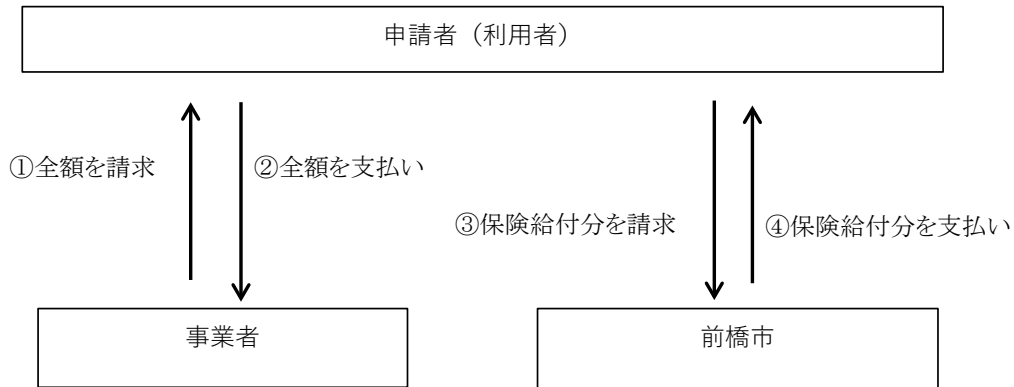 申請者（利用者）
①全額を請求
②全額を支払い
③保険給付分を請求
④保険給付分を支払い
事業者
前橋市